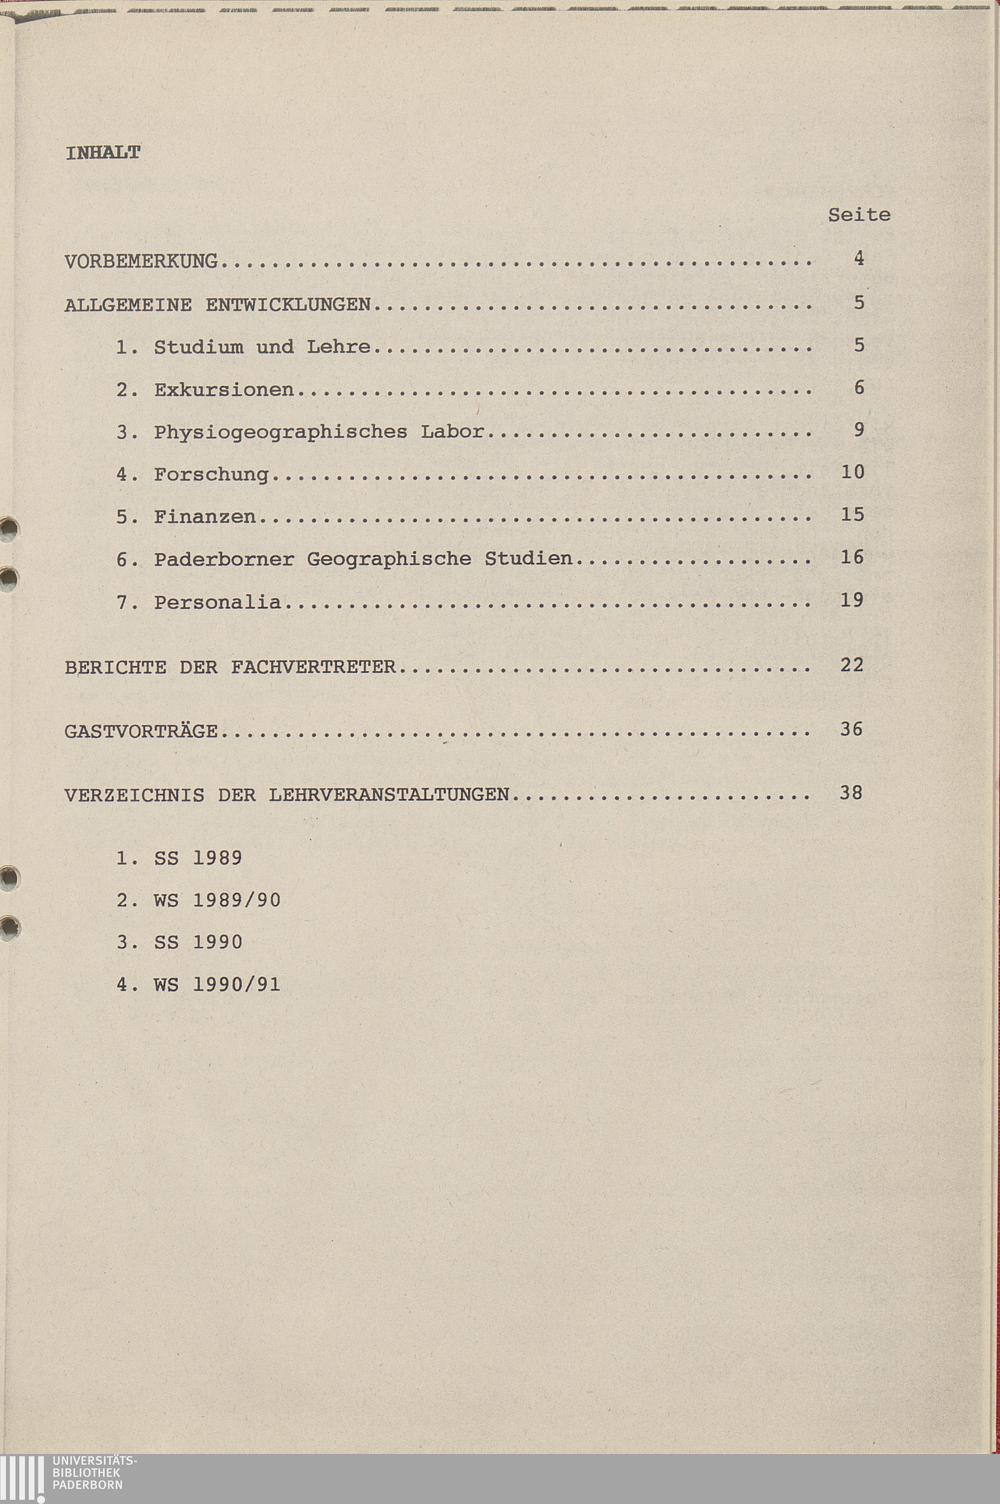 INHALT
Seite
VORBEMERKUNG............................................... 4
ALLGEMEINE ENTWICKLUNGEN................................... 5
1. Studium und Lehre................................... 5
2. Exkursionen......................................... 6
3. Physiogeographisches Labor.......................... 9
4. Forschung........................................... 10
5. Finanzen............................................ 15
6. Paderborner Geographische Studien................... 16
7. Personalia.......................................... 19
BERICHTE DER FACHVERTRETER................................. 22
GASTVORTRÄGE............................................... 36
VERZEICHNIS DER LEHRVERANSTALTUNGEN........................ 38
1. SS 1989
2. WS 1989/90
3. SS 1990
4. WS 1990/91
UNIVERSITÄTS-
BIBLIOTHEK
PADERBORN